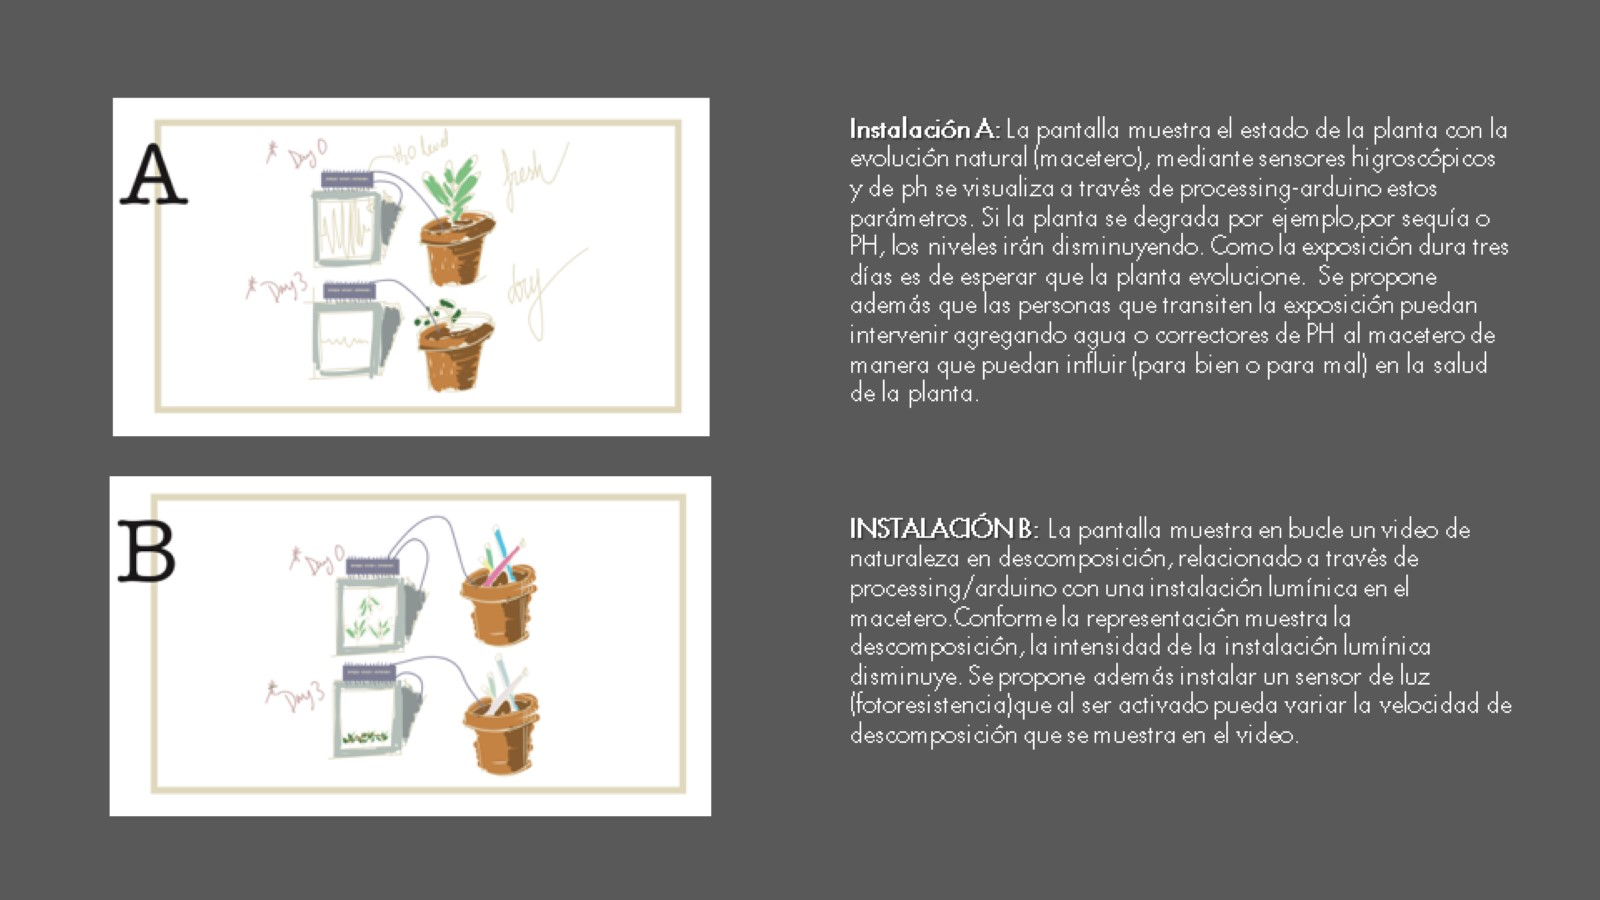 A
Day 0
H2O level
fresh
Day 3
dry
Instalación A: La pantalla muestra el estado de la planta con la
evolución natural (macetero), mediante sensores higroscópicos
y de ph se visualiza a través de processing-arduino estos
parámetros. Si la planta se degrada por ejemplo,por sequía o
PH, los niveles irán disminuyendo. Como la exposición dura tres
días es de esperar que la planta evolucione.  Se propone
además que las personas que transiten la exposición puedan
intervenir agregando agua o correctores de PH al macetero de
manera que puedan influir (para bien o para mal) en la salud
de la planta.
B
Day 0
Day 3
INSTALACIÓN B: La pantalla muestra en bucle un video de
naturaleza en descomposición, relacionado a través de
processing/arduino con una instalación lumínica en el
macetero.Conforme la representación muestra la
descomposición, la intensidad de la instalación lumínica
disminuye. Se propone además instalar un sensor de luz
(fotoresistencia)que al ser activado pueda variar la velocidad de
descomposición que se muestra en el video.